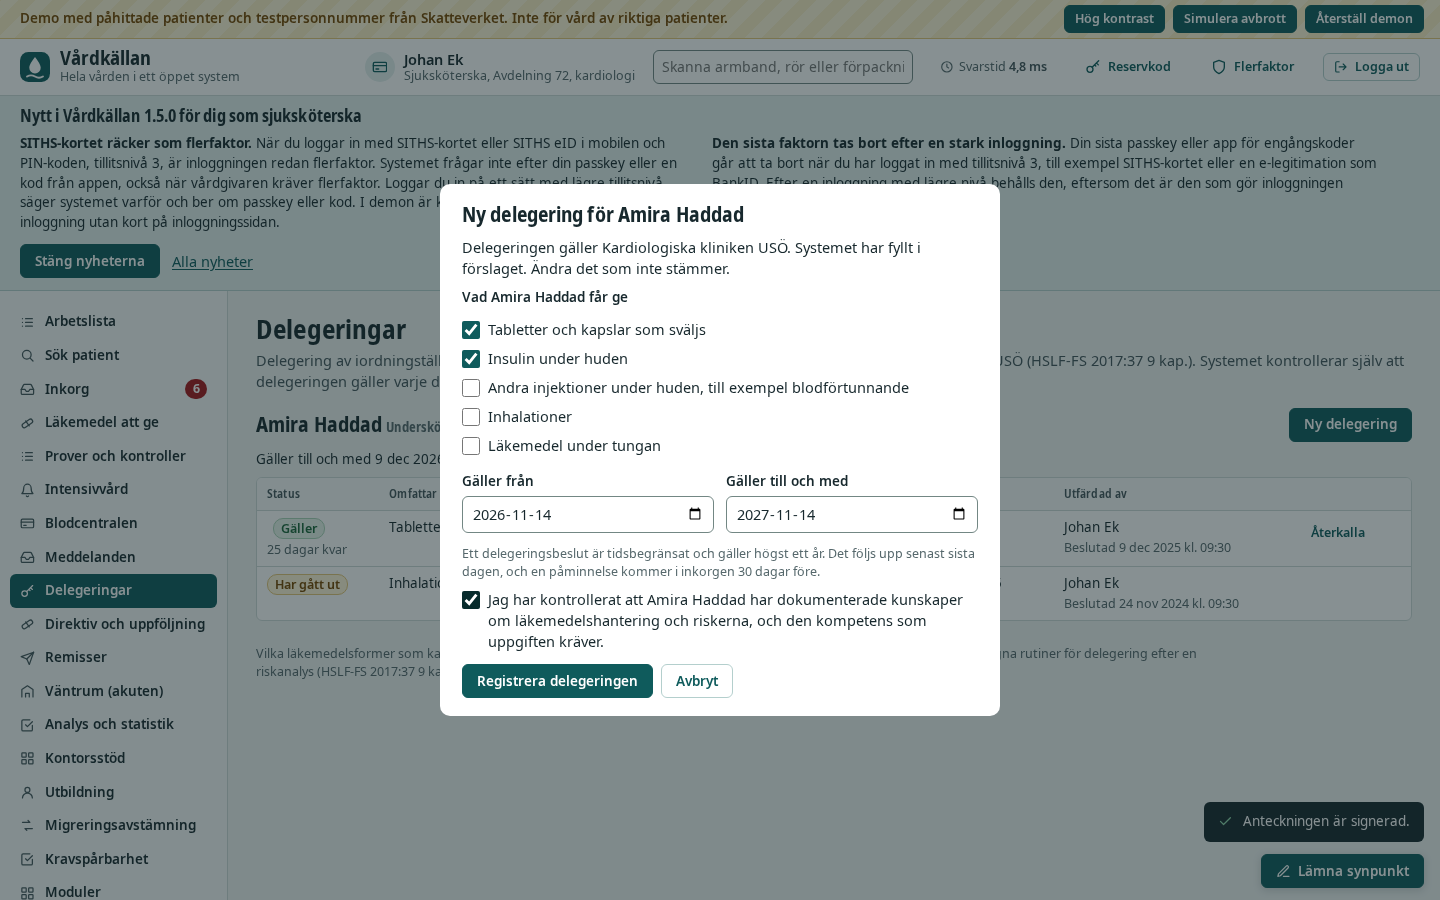 Demo med påhittade patienter och testpersonnummer från Skatteverket. Inte för vård av riktiga patienter.
Hög kontrast
Simulera avbrott
Återställ demon
Vårdkällan
Hela vården i ett öppet system
Johan Ek
Sjuksköterska, Avdelning 72, kardiologi
Skanna armband, rör eller förpackni
Svarstid 4,8 ms
Reservkod
Flerfaktor
Logga ut
Nytt i Vårdkällan 1.5.0 för dig som sjuksköterska
SITHS-kortet räcker som flerfaktor. När du loggar in med SITHS-kortet eller SITHS eID i mobilen och
PIN-koden, tillitsnivå 3, är inloggningen redan flerfaktor. Systemet frågar inte efter din passkey eller en
kod från appen, också när vårdgivaren kräver flerfaktor. Loggar du in på ett sätt med lägre tillitsnivå
säger systemet varför och ber om passkey eller kod. I demon är k
inloggning utan kort på inloggningssidan.
Den sista faktorn tas bort efter en stark inloggning. Din sista passkey eller app för engångskoder
går att ta bort när du har loggat in med tillitsnivå 3, till exempel SITHS-kortet eller en e-legitimation som
BankID. Efter en inloggning med lägre nivå behålls den, eftersom det är den som gör inloggningen
Stäng nyheterna
Alla nyheter
Arbetslista
Sök patient
Inkorg
6
Läkemedel att ge
Prover och kontroller
Intensivvård
Blodcentralen
Meddelanden
Delegeringar
Direktiv och uppföljning
Remisser
Väntrum (akuten)
Analys och statistik
Kontorsstöd
Utbildning
Migreringsavstämning
Kravspårbarhet
Moduler
Delegeringar
Delegering av iordningställ
USÖ (HSLF-FS 2017:37 9 kap.). Systemet kontrollerar själv att
delegeringen gäller varje d
Amira Haddad Undersk
Ny delegering
Gäller till och med 9 dec 2026
Status
Omfattar
Utfärdad av
Gäller
25 dagar kvar
Tablette
Johan Ek
Beslutad 9 dec 2025 kl. 09:30
Återkalla
Har gått ut
Inhalati
Johan Ek
Beslutad 24 nov 2024 kl. 09:30
Vilka läkemedelsformer som ka
gna rutiner för delegering efter en
riskanalys (HSLF-FS 2017:37 9 ka
Ny delegering för Amira Haddad
Delegeringen gäller Kardiologiska kliniken USÖ. Systemet har fyllt i
förslaget. Ändra det som inte stämmer.
Vad Amira Haddad får ge
Tabletter och kapslar som sväljs
Insulin under huden
Andra injektioner under huden, till exempel blodförtunnande
Inhalationer
Läkemedel under tungan
Gäller från
Gäller till och med
2026-11-14
2027-11-14
Ett delegeringsbeslut är tidsbegränsat och gäller högst ett år. Det följs upp senast sista
dagen, och en påminnelse kommer i inkorgen 30 dagar före.
Jag har kontrollerat att Amira Haddad har dokumenterade kunskaper
om läkemedelshantering och riskerna, och den kompetens som
uppgiften kräver.
Registrera delegeringen
Avbryt
Anteckningen är signerad.
Lämna synpunkt